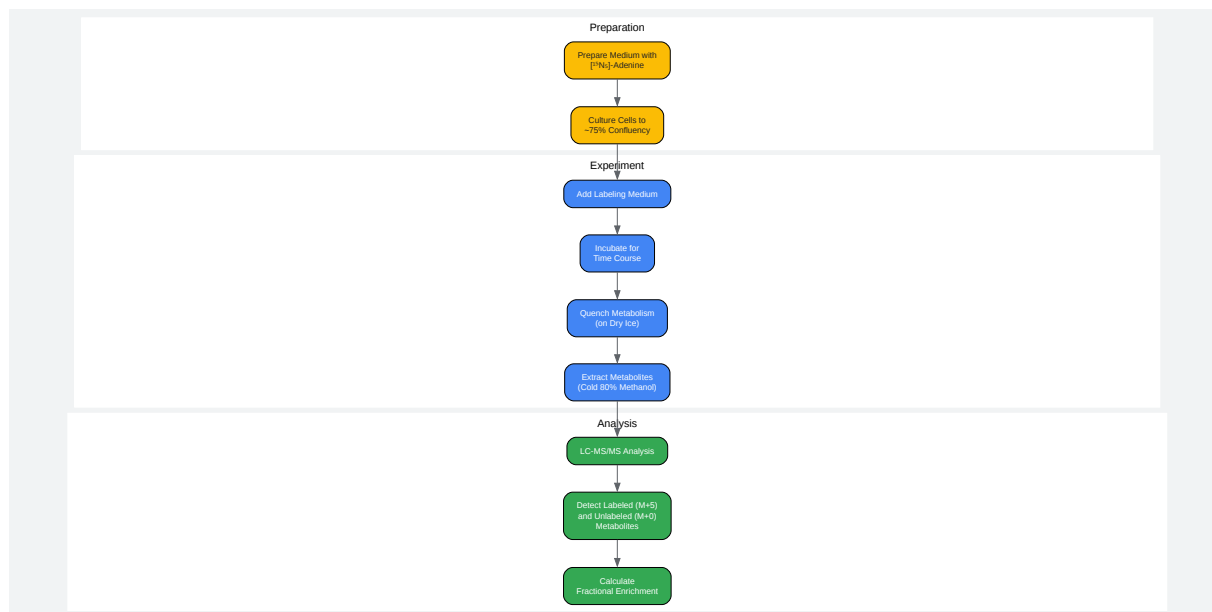 Preparation
Prepare Medium with
[¹⁵N₅]-Adenine
Culture Cells to
~75% Confluency
Experiment
Add Labeling Medium
Incubate for
Time Course
Quench Metabolism
(on Dry Ice)
Extract Metabolites
(Cold 80% Methanol)
Analysis
LC-MS/MS Analysis
Detect Labeled (M+5)
and Unlabeled (M+0)
Metabolites
Calculate
Fractional Enrichment